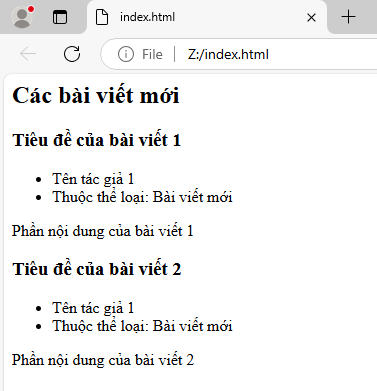 index.html
File
Z:/index.html
Các bài viết mới
Tiêu đề của bài viết 1
Tên tác giả 1
Thuộc thể loại: Bài viết mới
Phần nội dung của bài viết 1
Tiêu đề của bài viết 2
Tên tác giả 1
Thuộc thể loại: Bài viết mới
Phần nội dung của bài viết 2